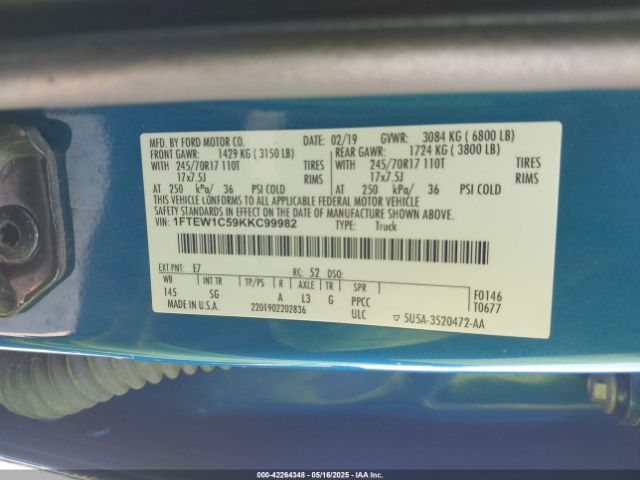 MFD. BY FORD MOTOR CO. DATE: 02/19 GVWR: 3084 KG ( 6800 LB)
FRONT GAWR: 1429 KG ( 3150 LB) REAR GAWR: 1724 KG ( 3800 LB)
WITH 245/70R17 110T TIRES WITH 245/70R17 110T TIRES
17x7.5J RIMS 17x7.5J RIMS
AT 250 kPa/ 36 PSI COLD AT 250 kPa/ 36 PSI COLD
THIS VEHICLE CONFORMS TO ALL APPLICABLE FEDERAL MOTOR VEHICLE
SAFETY STANDARDS IN EFFECT ON THE DATE OF MANUFACTURE SHOWN ABOVE.
VIN: 1FTEW1C59KKC99982 TYPE: Truck
EXT PNT: E7 RC: 52 DSO:
WB INT TR TP/PS R AXLE TR SPR
145 SG A L3 G PPCC F0146
ULC T0677
MADE IN U.S.A. 2201902202836 ▽ 5U5A-3520472-AA
000-42264348 - 05/16/2025 - IAAI.COM